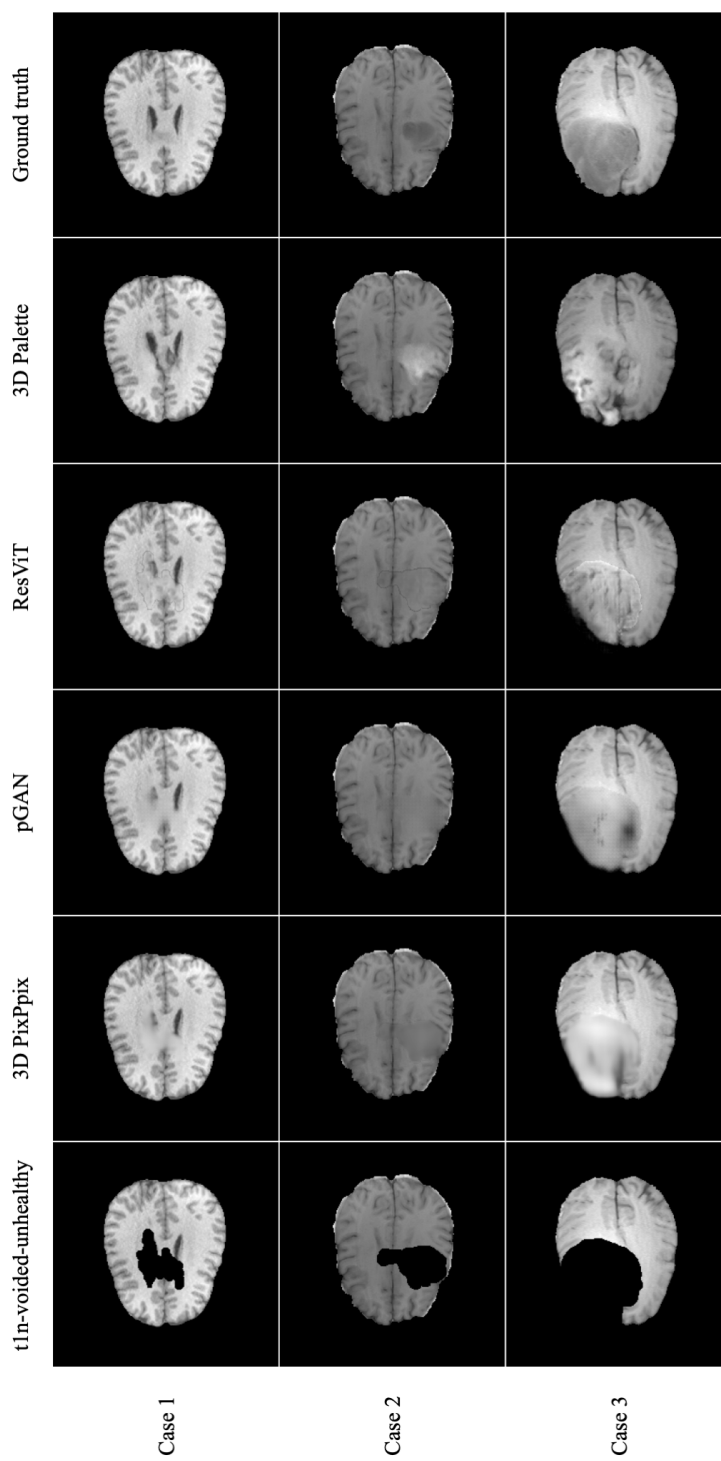 t1n-voided-unhealthy
3D PixPpix
pGAN
ResViT
3D Palette
Ground truth
Case 1
Case 2
Case 3